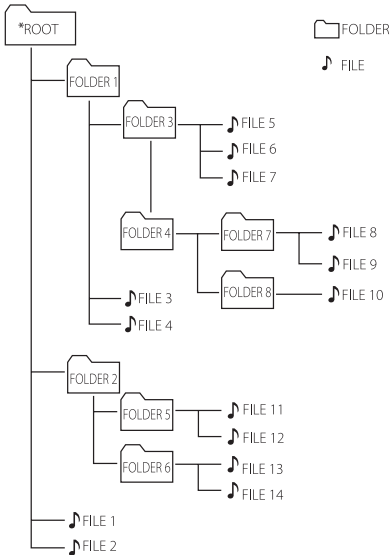 *ROOT
FOLDER
FILE
FOLDER 1
FOLDER 3
FILE 5
FILE 6
FILE 7
FOLDER 4
FOLDER 7
FILE 8
FILE 9
FOLDER 8
FILE 10
FILE 3
FILE 4
FOLDER 2
FOLDER 5
FILE 11
FILE 12
FOLDER 6
FILE 13
FILE 14
FILE 1
FILE 2